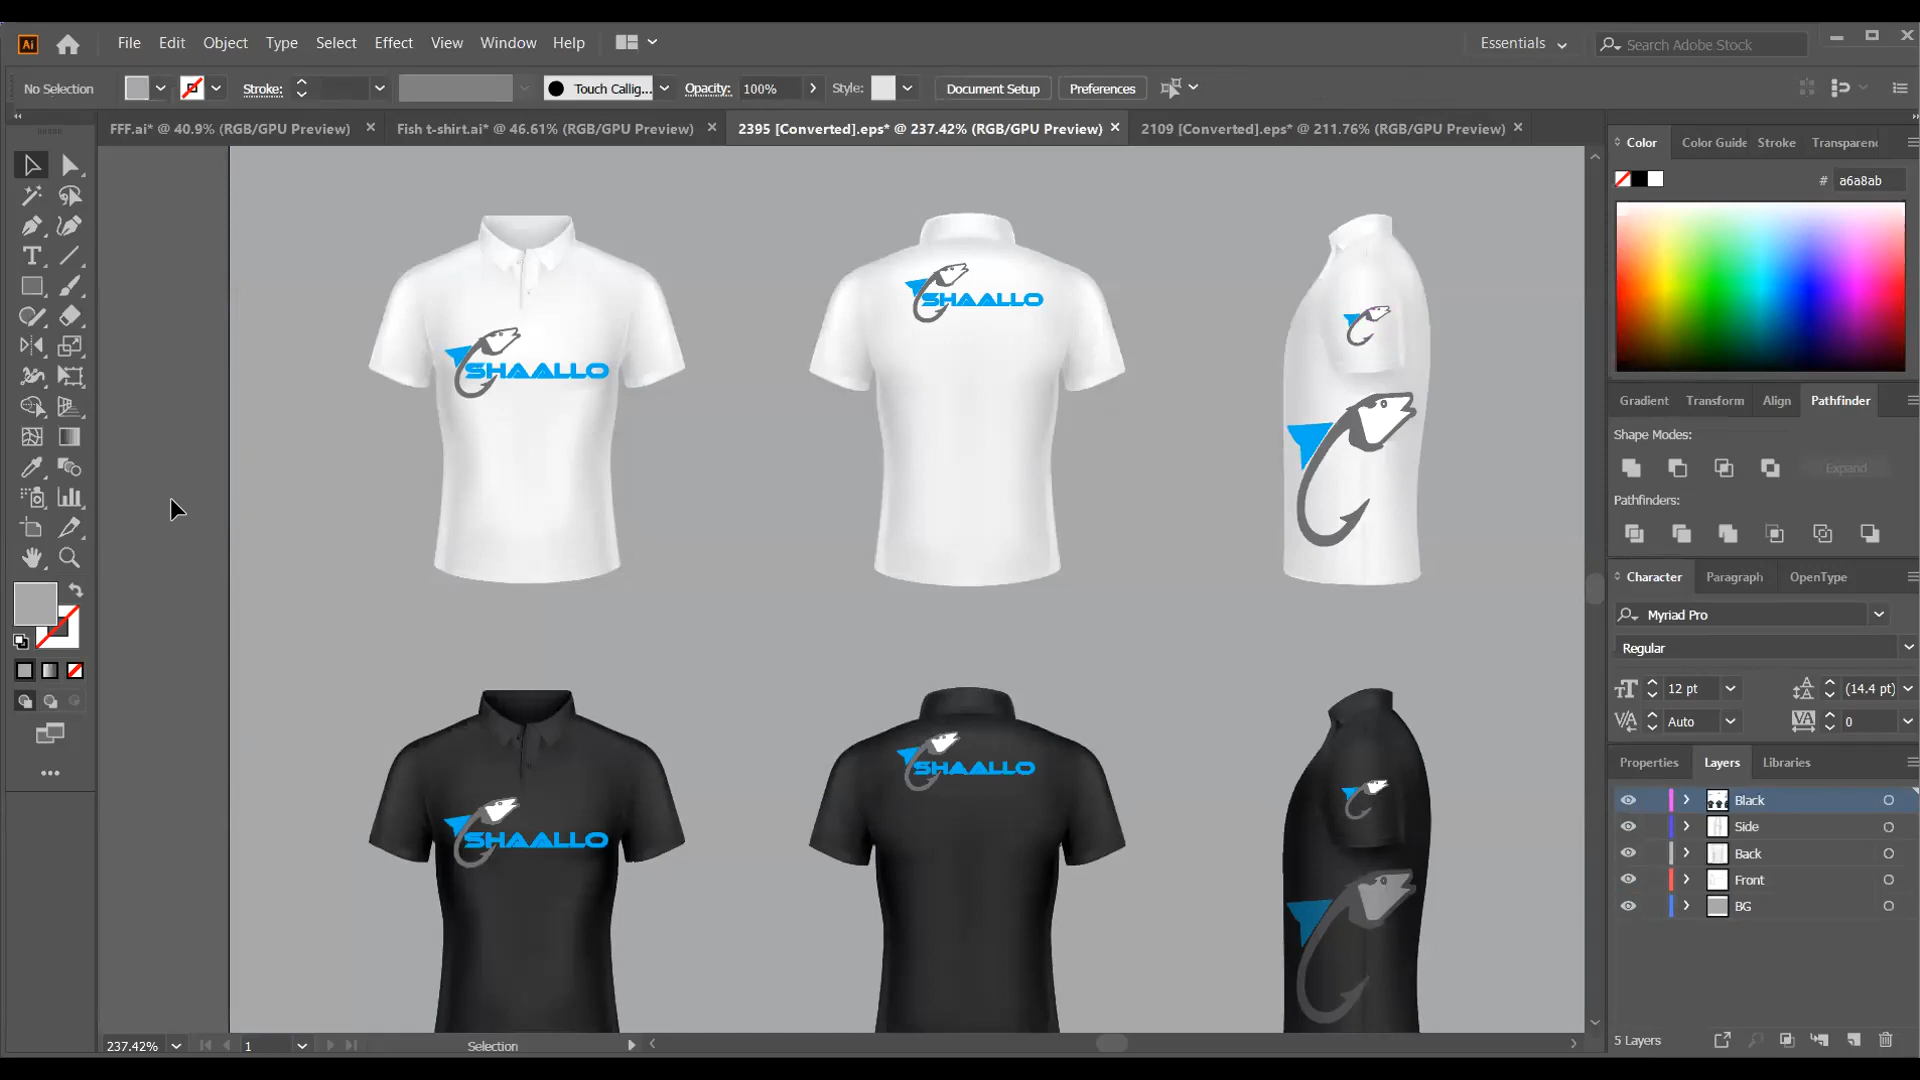 Ai File Edit Object Type Select Effect View Window Help Essentials Search Adobe Stock
No Selection Stroke: Touch Callig... Opacity: 100% Style: Document Setup Preferences
FFF.ai* @ 40.9% (RGB/GPU Preview) Fish t-shirt.ai* @ 46.61% (RGB/GPU Preview) 2395 [Converted].eps* @ 237.42% (RGB/GPU Preview) 2109 [Converted].eps* @ 211.76% (RGB/GPU Preview)
Color Color Guide Stroke Transparen
# a6a8ab
SHAALLO
SHAALLO
SHAALLO
SHAALLO
Gradient Transform Align Pathfinder
Shape Modes:
Expand
Pathfinders:
Character Paragraph OpenType
Myriad Pro
Regular
12 pt (14.4 pt)
Auto 0
Properties Layers Libraries
Black
Side
Back
Front
BG
5 Layers
237.42% 1 Selection